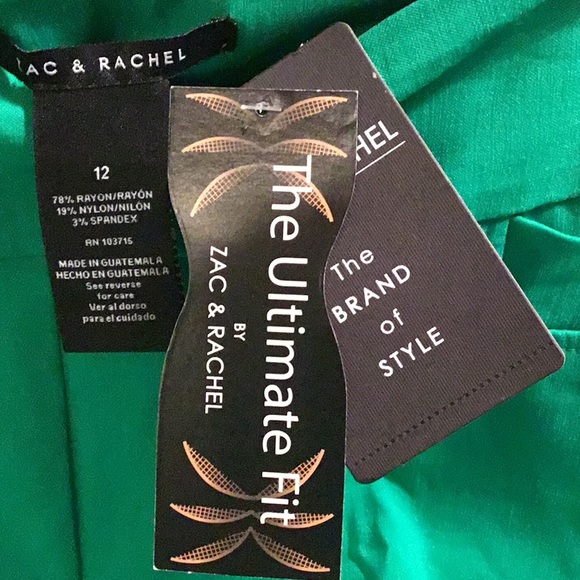 ZAC & RACHEL
12
78% RAYON/RAYÓN
19% NYLON/NILÓN
3% SPANDEX
RN 103715
MADE IN GUATEMALA
HECHO EN GUATEMALA
See reverse
for care
Ver al dorso
para el cuidado
The Ultimate Fit
BY
ZAC & RACHEL
HEL
The
BRAND
of
STYLE